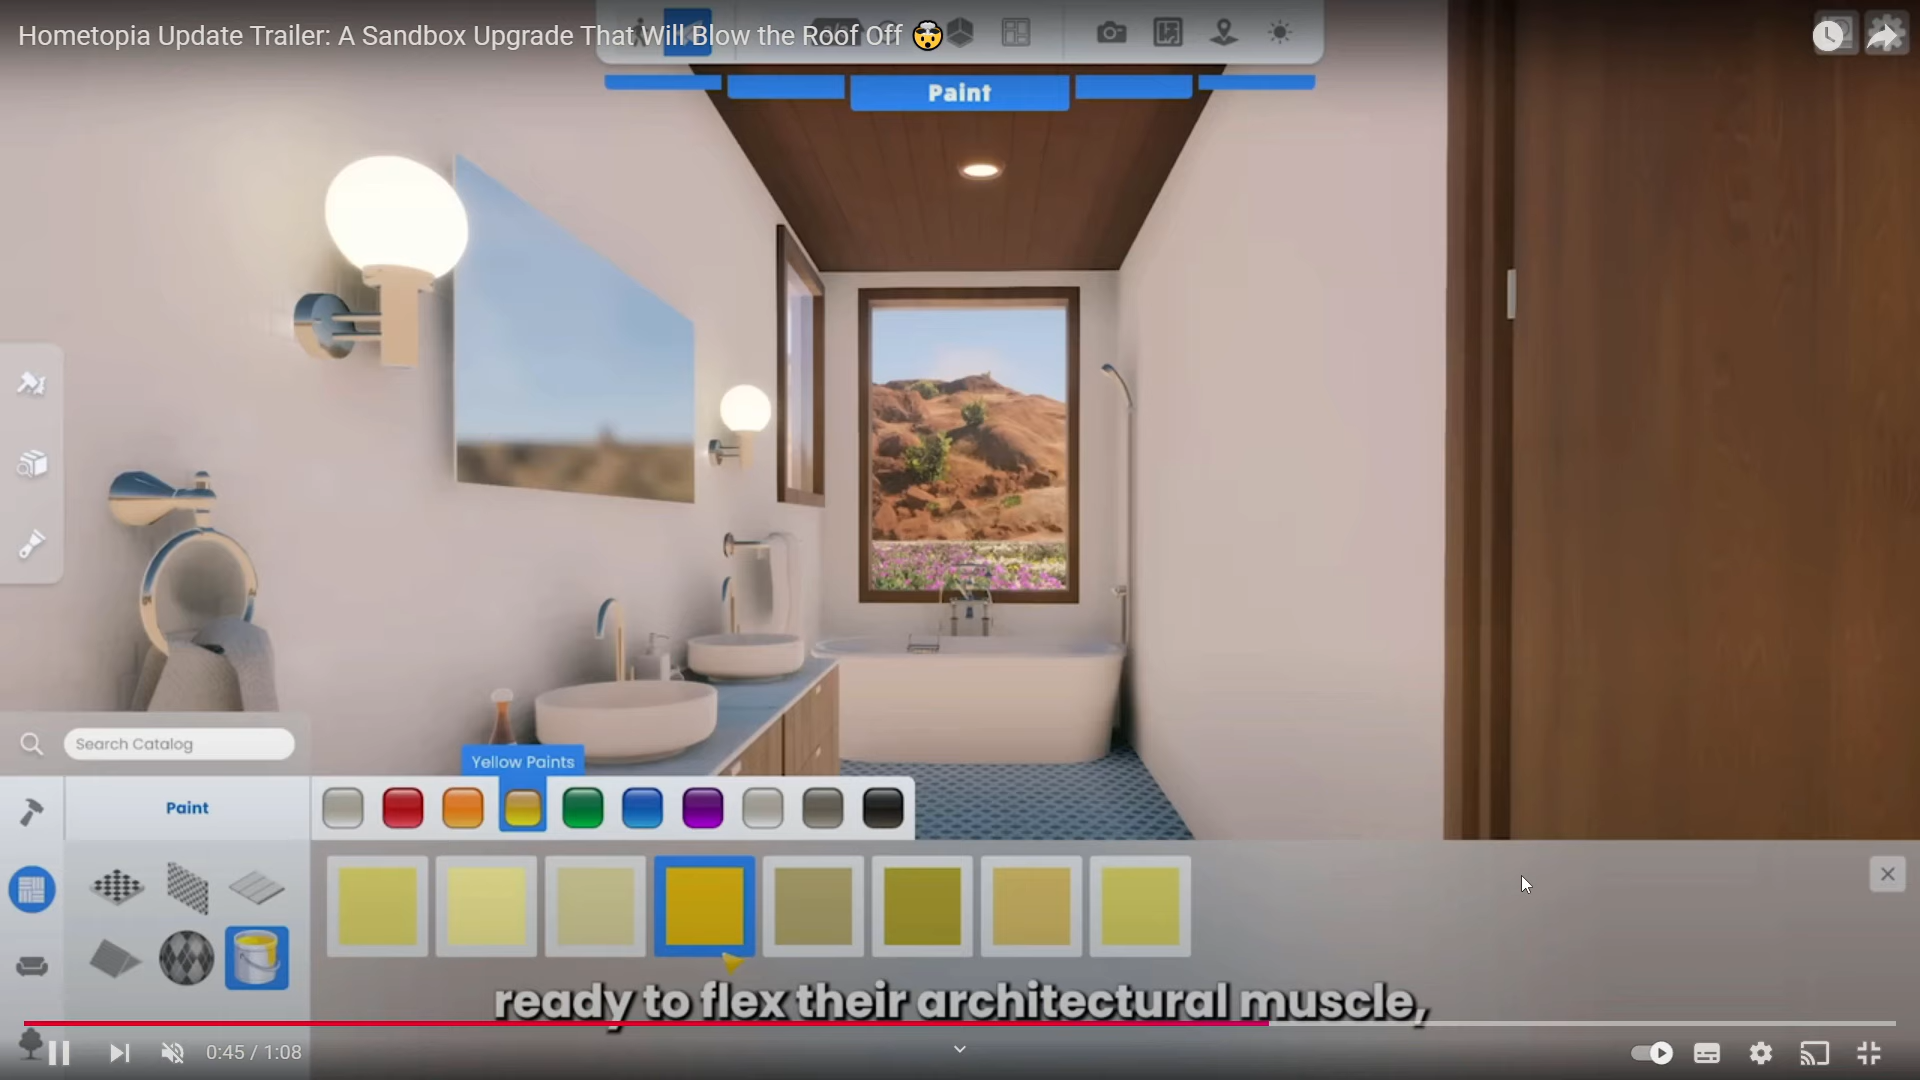 Hometopia Update Trailer: A Sandbox Upgrade That Will Blow the Roof Off 🤯
Paint
Search Catalog
Yellow Paints
Paint
ready to flex their architectural muscle,
0:45 / 1:08